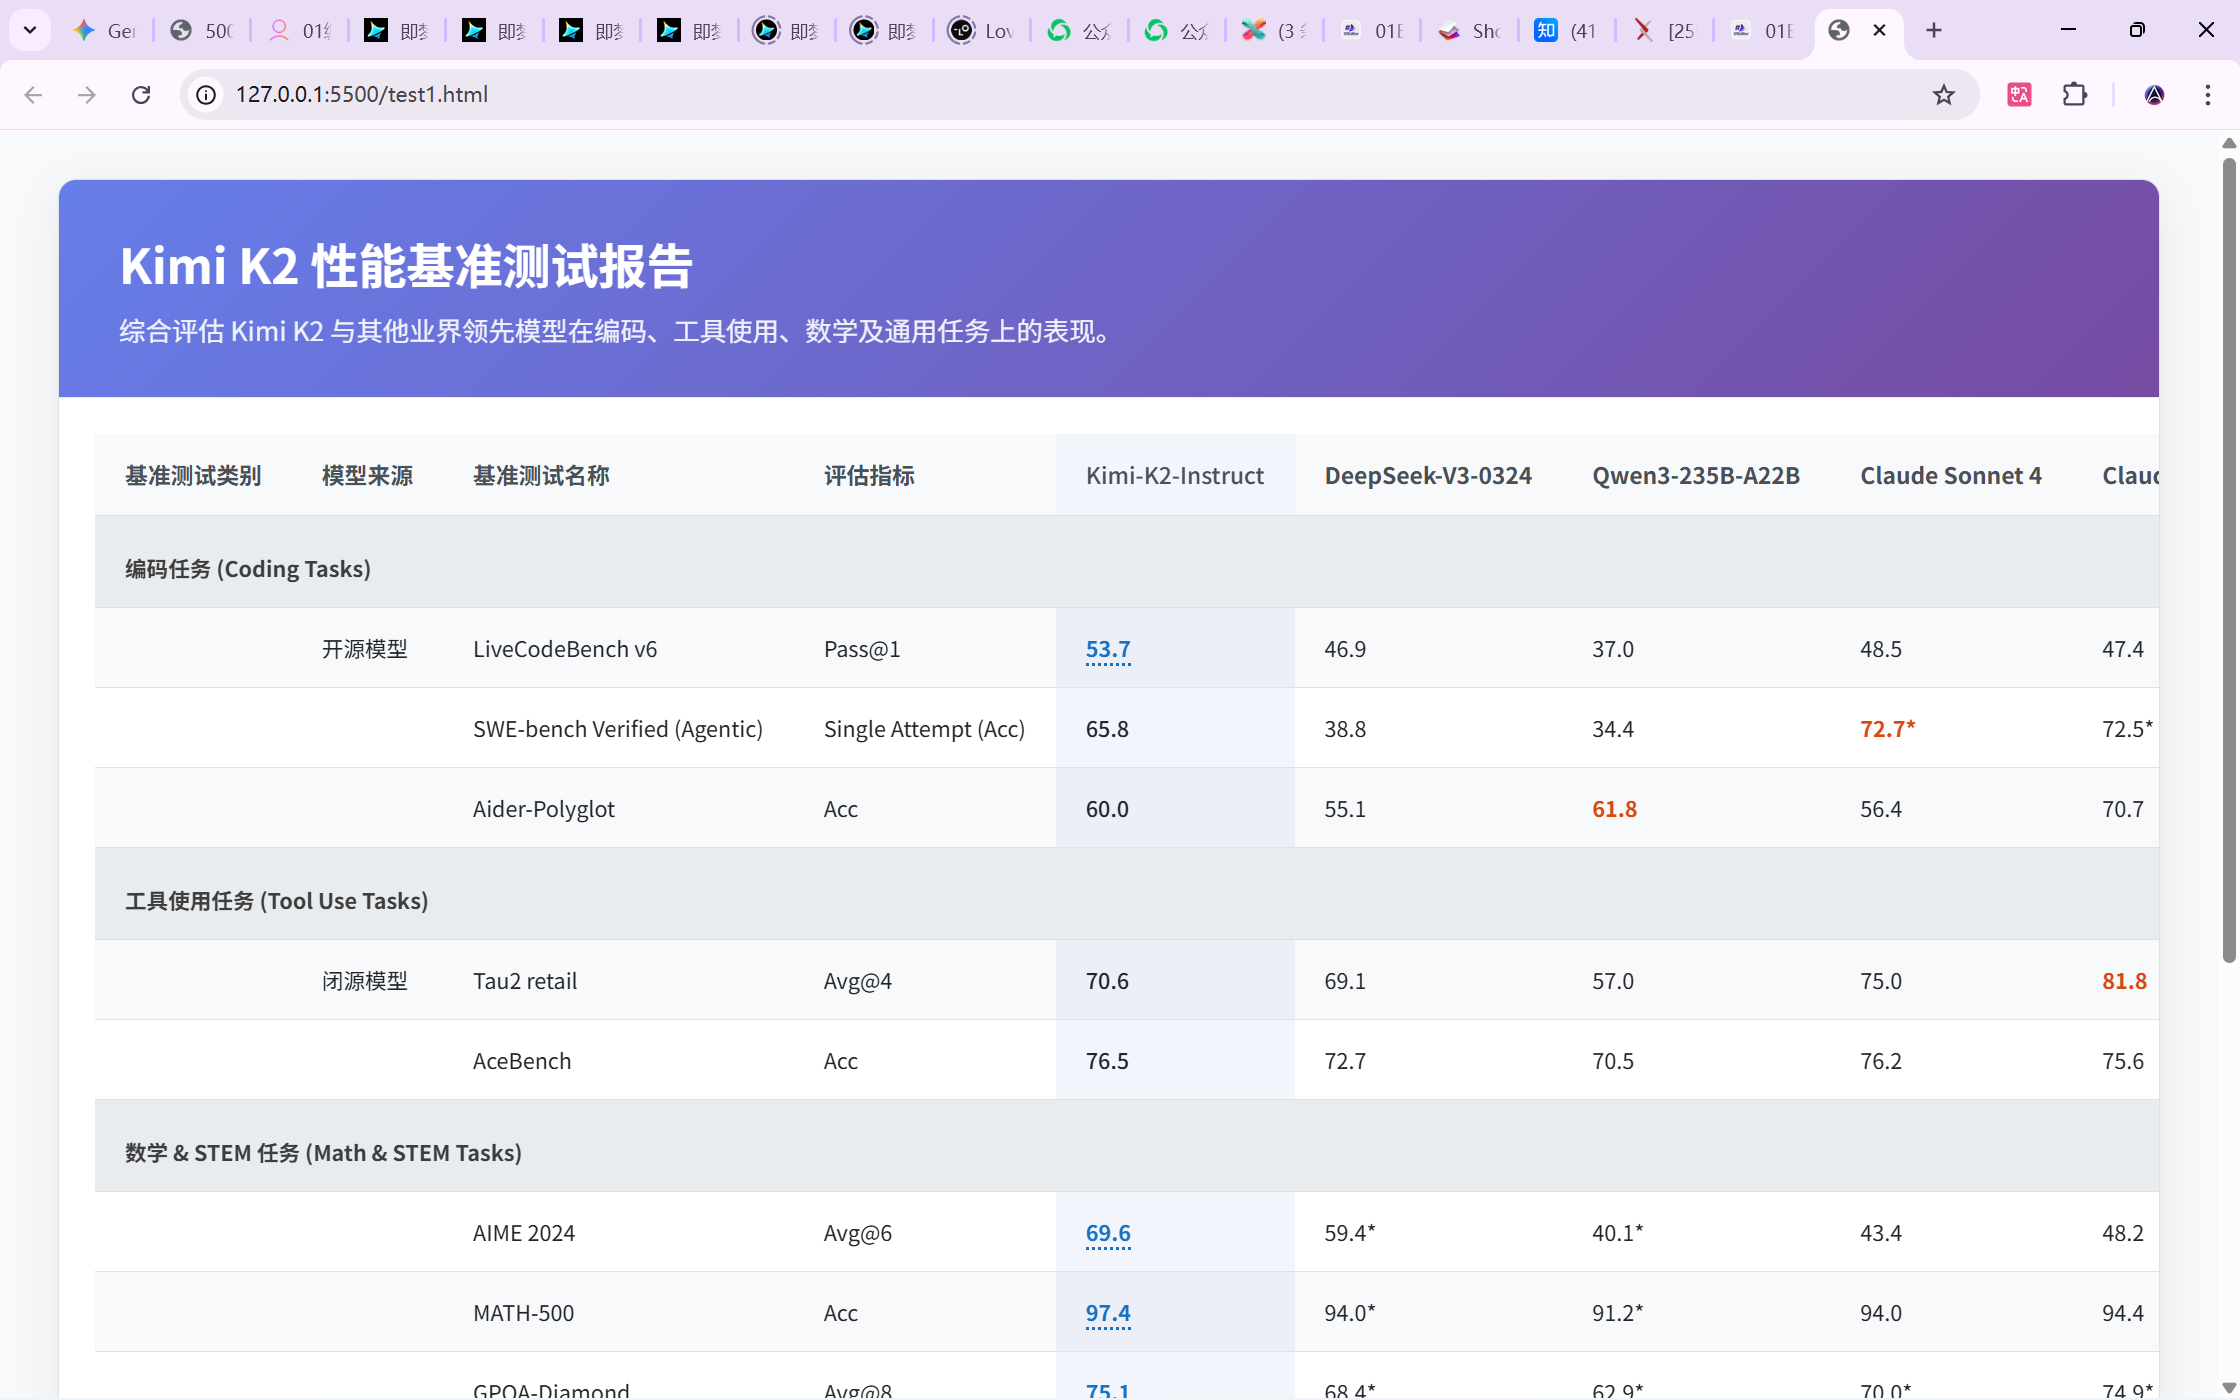 Ge
500
01
即
即
即
即
即
即
Lov
公
公
(3
01
Sho
知 (41
[25
01
127.0.0.1:5500/test1.html
Kimi K2 性能基准测试报告
综合评估 Kimi K2 与其他业界领先模型在编码、工具使用、数学及通用任务上的表现。
基准测试类别 模型来源 基准测试名称 评估指标 Kimi-K2-Instruct DeepSeek-V3-0324 Qwen3-235B-A22B Claude Sonnet 4 Claud
编码任务 (Coding Tasks)
开源模型 LiveCodeBench v6 Pass@1 53.7 46.9 37.0 48.5 47.4
SWE-bench Verified (Agentic) Single Attempt (Acc) 65.8 38.8 34.4 72.7* 72.5*
Aider-Polyglot Acc 60.0 55.1 61.8 56.4 70.7
工具使用任务 (Tool Use Tasks)
闭源模型 Tau2 retail Avg@4 70.6 69.1 57.0 75.0 81.8
AceBench Acc 76.5 72.7 70.5 76.2 75.6
数学 & STEM 任务 (Math & STEM Tasks)
AIME 2024 Avg@6 69.6 59.4* 40.1* 43.4 48.2
MATH-500 Acc 97.4 94.0* 91.2* 94.0 94.4
GPQA-Diamond Avg@8 75.1 68.4* 62.9* 70.0* 74.9*